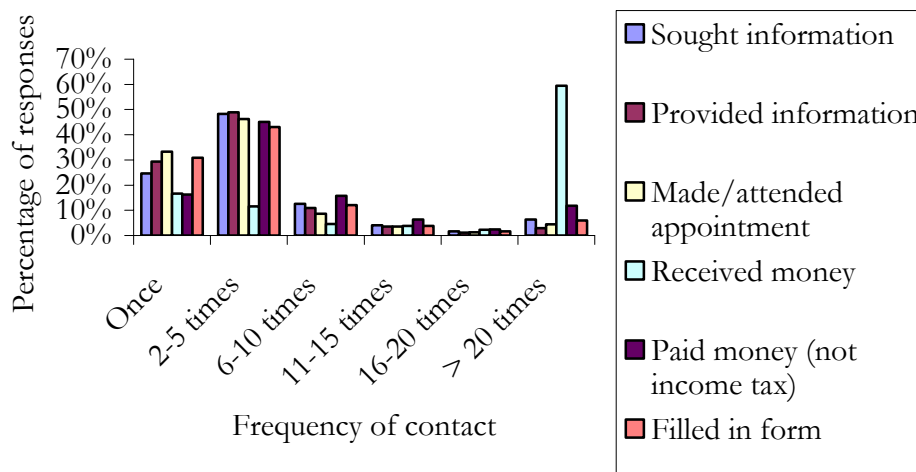 Percentage of responses
70%
60%
50%
40%
30%
20%
10%
0%
Once
2-5 times
6-10 times
11-15 times
16-20 times
> 20 times
Frequency of contact
Sought information
Provided information
Made/attended
appointment
Received money
Paid money (not
income tax)
Filled in form